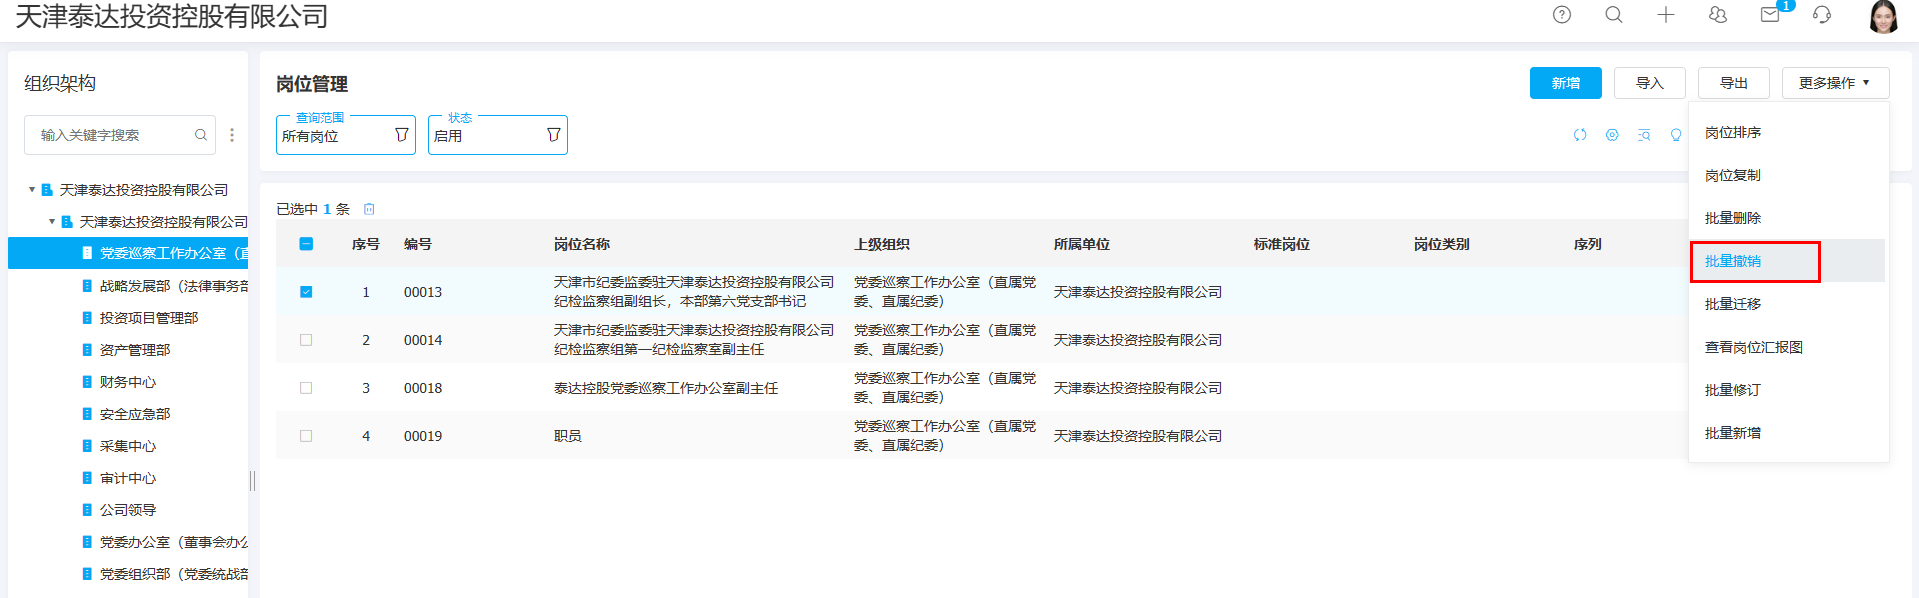 天津泰达投资控股有限公司
1
组织架构
输入关键字搜索
天津泰达投资控股有限公司
天津泰达投资控股有限公司
党委巡察工作办公室（直
战略发展部（法律事务部
投资项目管理部
资产管理部
财务中心
安全应急部
采集中心
审计中心
公司领导
党委办公室（董事会办公
党委组织部（党委统战部
岗位管理
新增
导入
导出
更多操作
查询范围
所有岗位
状态
启用
岗位排序
岗位复制
批量删除
批量撤销
批量迁移
查看岗位汇报图
批量修订
批量新增
已选中 1 条
序号 编号 岗位名称 上级组织 所属单位 标准岗位 岗位类别 序列
1 00013 天津市纪委监委驻天津泰达投资控股有限公司 党委巡察工作办公室（直属党 天津泰达投资控股有限公司
纪检监察组副组长，本部第六党支部书记 委、直属纪委）
2 00014 天津市纪委监委驻天津泰达投资控股有限公司 党委巡察工作办公室（直属党 天津泰达投资控股有限公司
纪检监察组第一纪检监察室副主任 委、直属纪委）
3 00018 泰达控股党委巡察工作办公室副主任 党委巡察工作办公室（直属党 天津泰达投资控股有限公司
委、直属纪委）
4 00019 职员 党委巡察工作办公室（直属党 天津泰达投资控股有限公司
委、直属纪委）